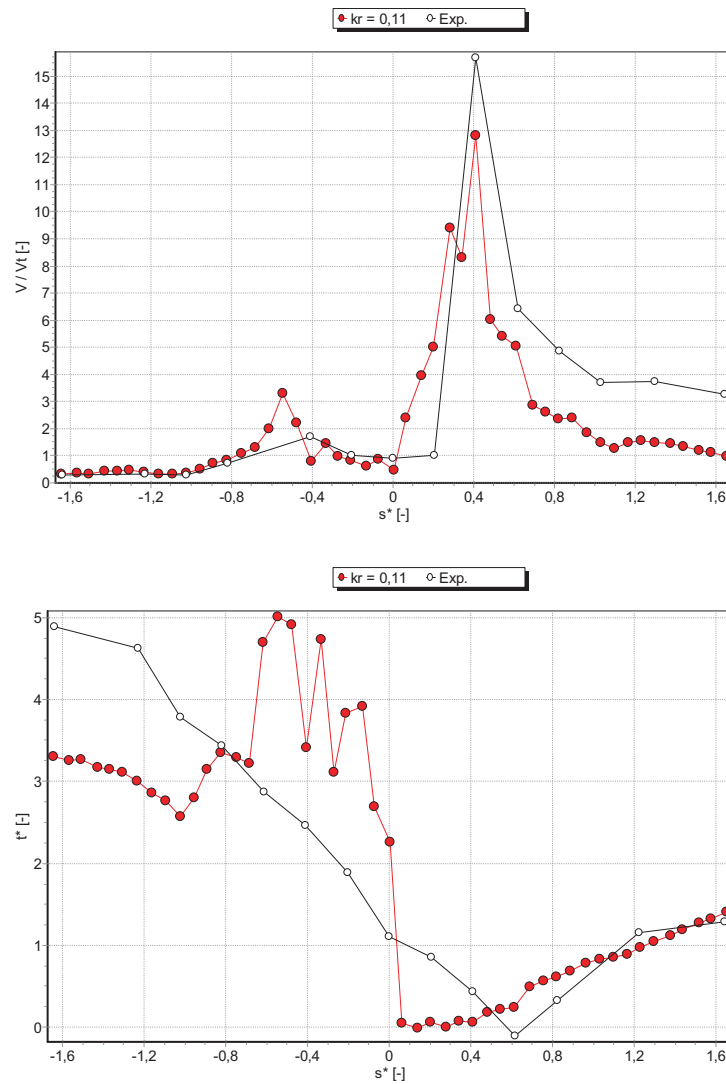 kr = 0,11 Exp.
15
14
13
12
11
10
9
8
7
6
5
4
3
2
1
0
V / Vt [-]
-1,6 -1,2 -0,8 -0,4 0 0,4 0,8 1,2 1,6
s* [-]
kr = 0,11 Exp.
5
4
3
2
1
0
t* [-]
-1,6 -1,2 -0,8 -0,4 0 0,4 0,8 1,2 1,6
s* [-]